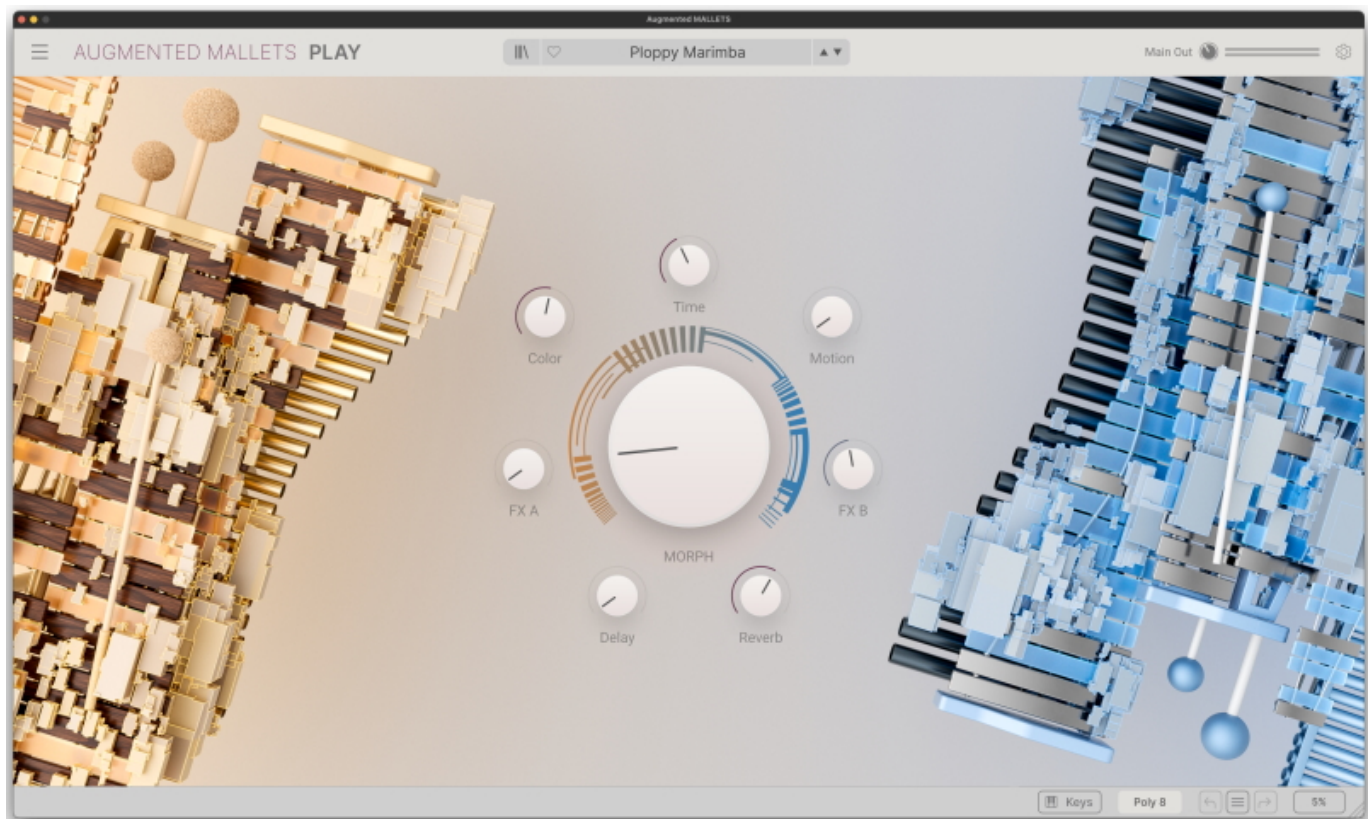 Augmented MALLETS
AUGMENTED MALLETS PLAY
Ploppy Marimba
Main Out
Time
Color
Motion
FX A
FX B
MORPH
Delay
Reverb
Keys
Poly 8
5%